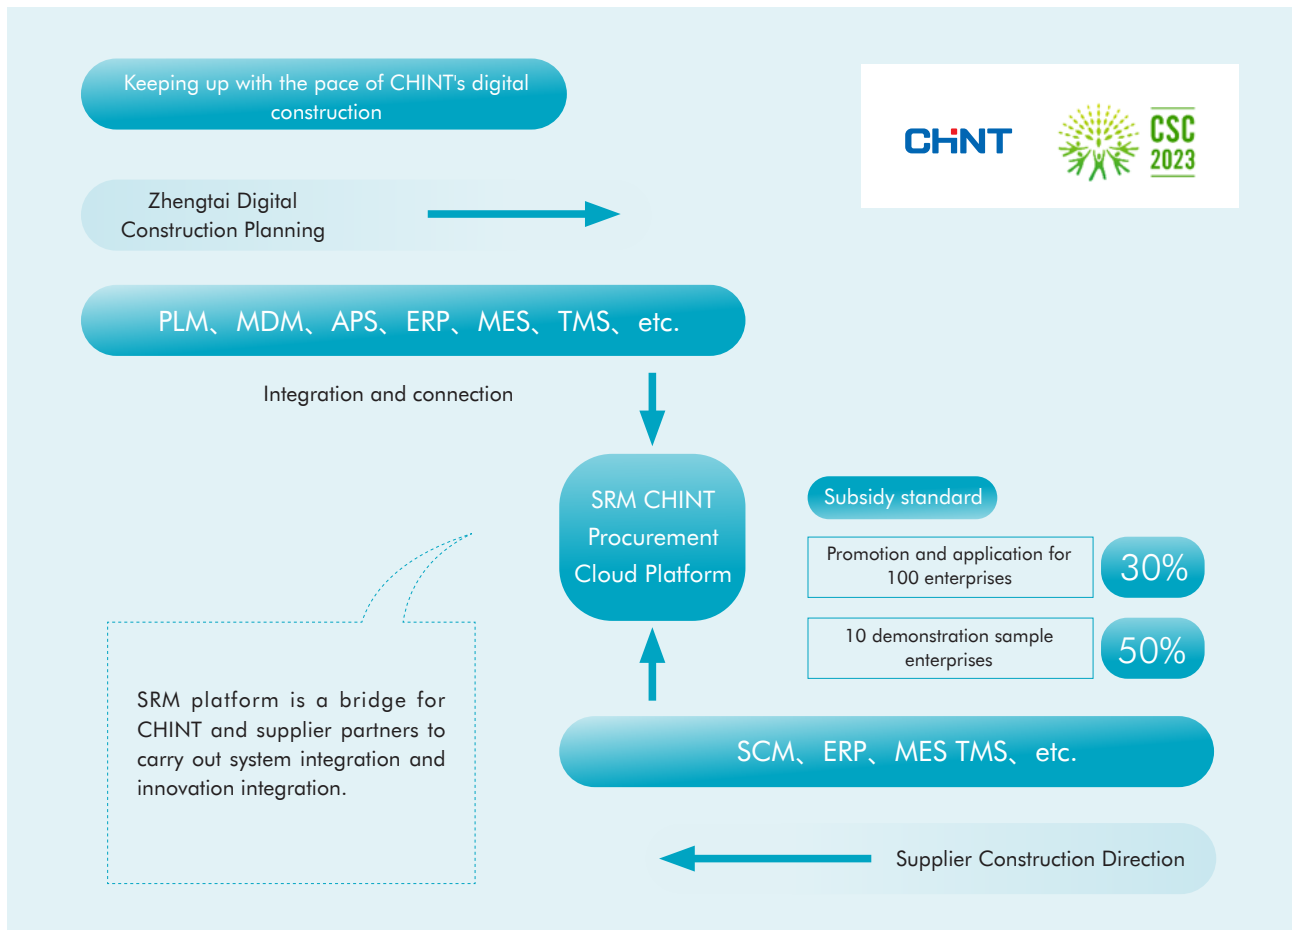 Keeping up with the pace of CHINT's digital
construction
CHINT
CSC
2023
Zhengtai Digital
Construction Planning
PLM、MDM、APS、ERP、MES、TMS、etc.
Integration and connection
SRM CHINT
Procurement
Cloud Platform
Subsidy standard
Promotion and application for
100 enterprises
30%
10 demonstration sample
enterprises
50%
SRM platform is a bridge for
CHINT and supplier partners to
carry out system integration and
innovation integration.
SCM、ERP、MES TMS、etc.
Supplier Construction Direction